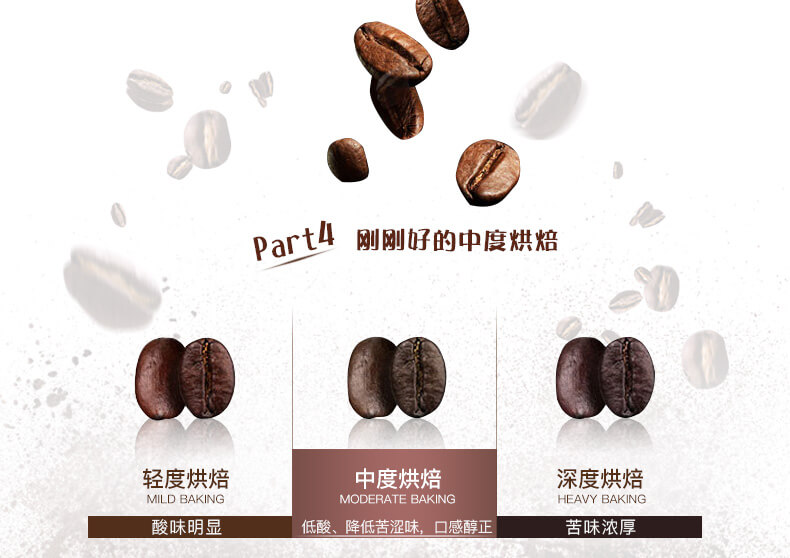 Part4 刚刚好的中度烘焙
轻度烘焙
MILD BAKING
酸味明显
中度烘焙
MODERATE BAKING
低酸、降低苦涩味，口感醇正
深度烘焙
HEAVY BAKING
苦味浓厚